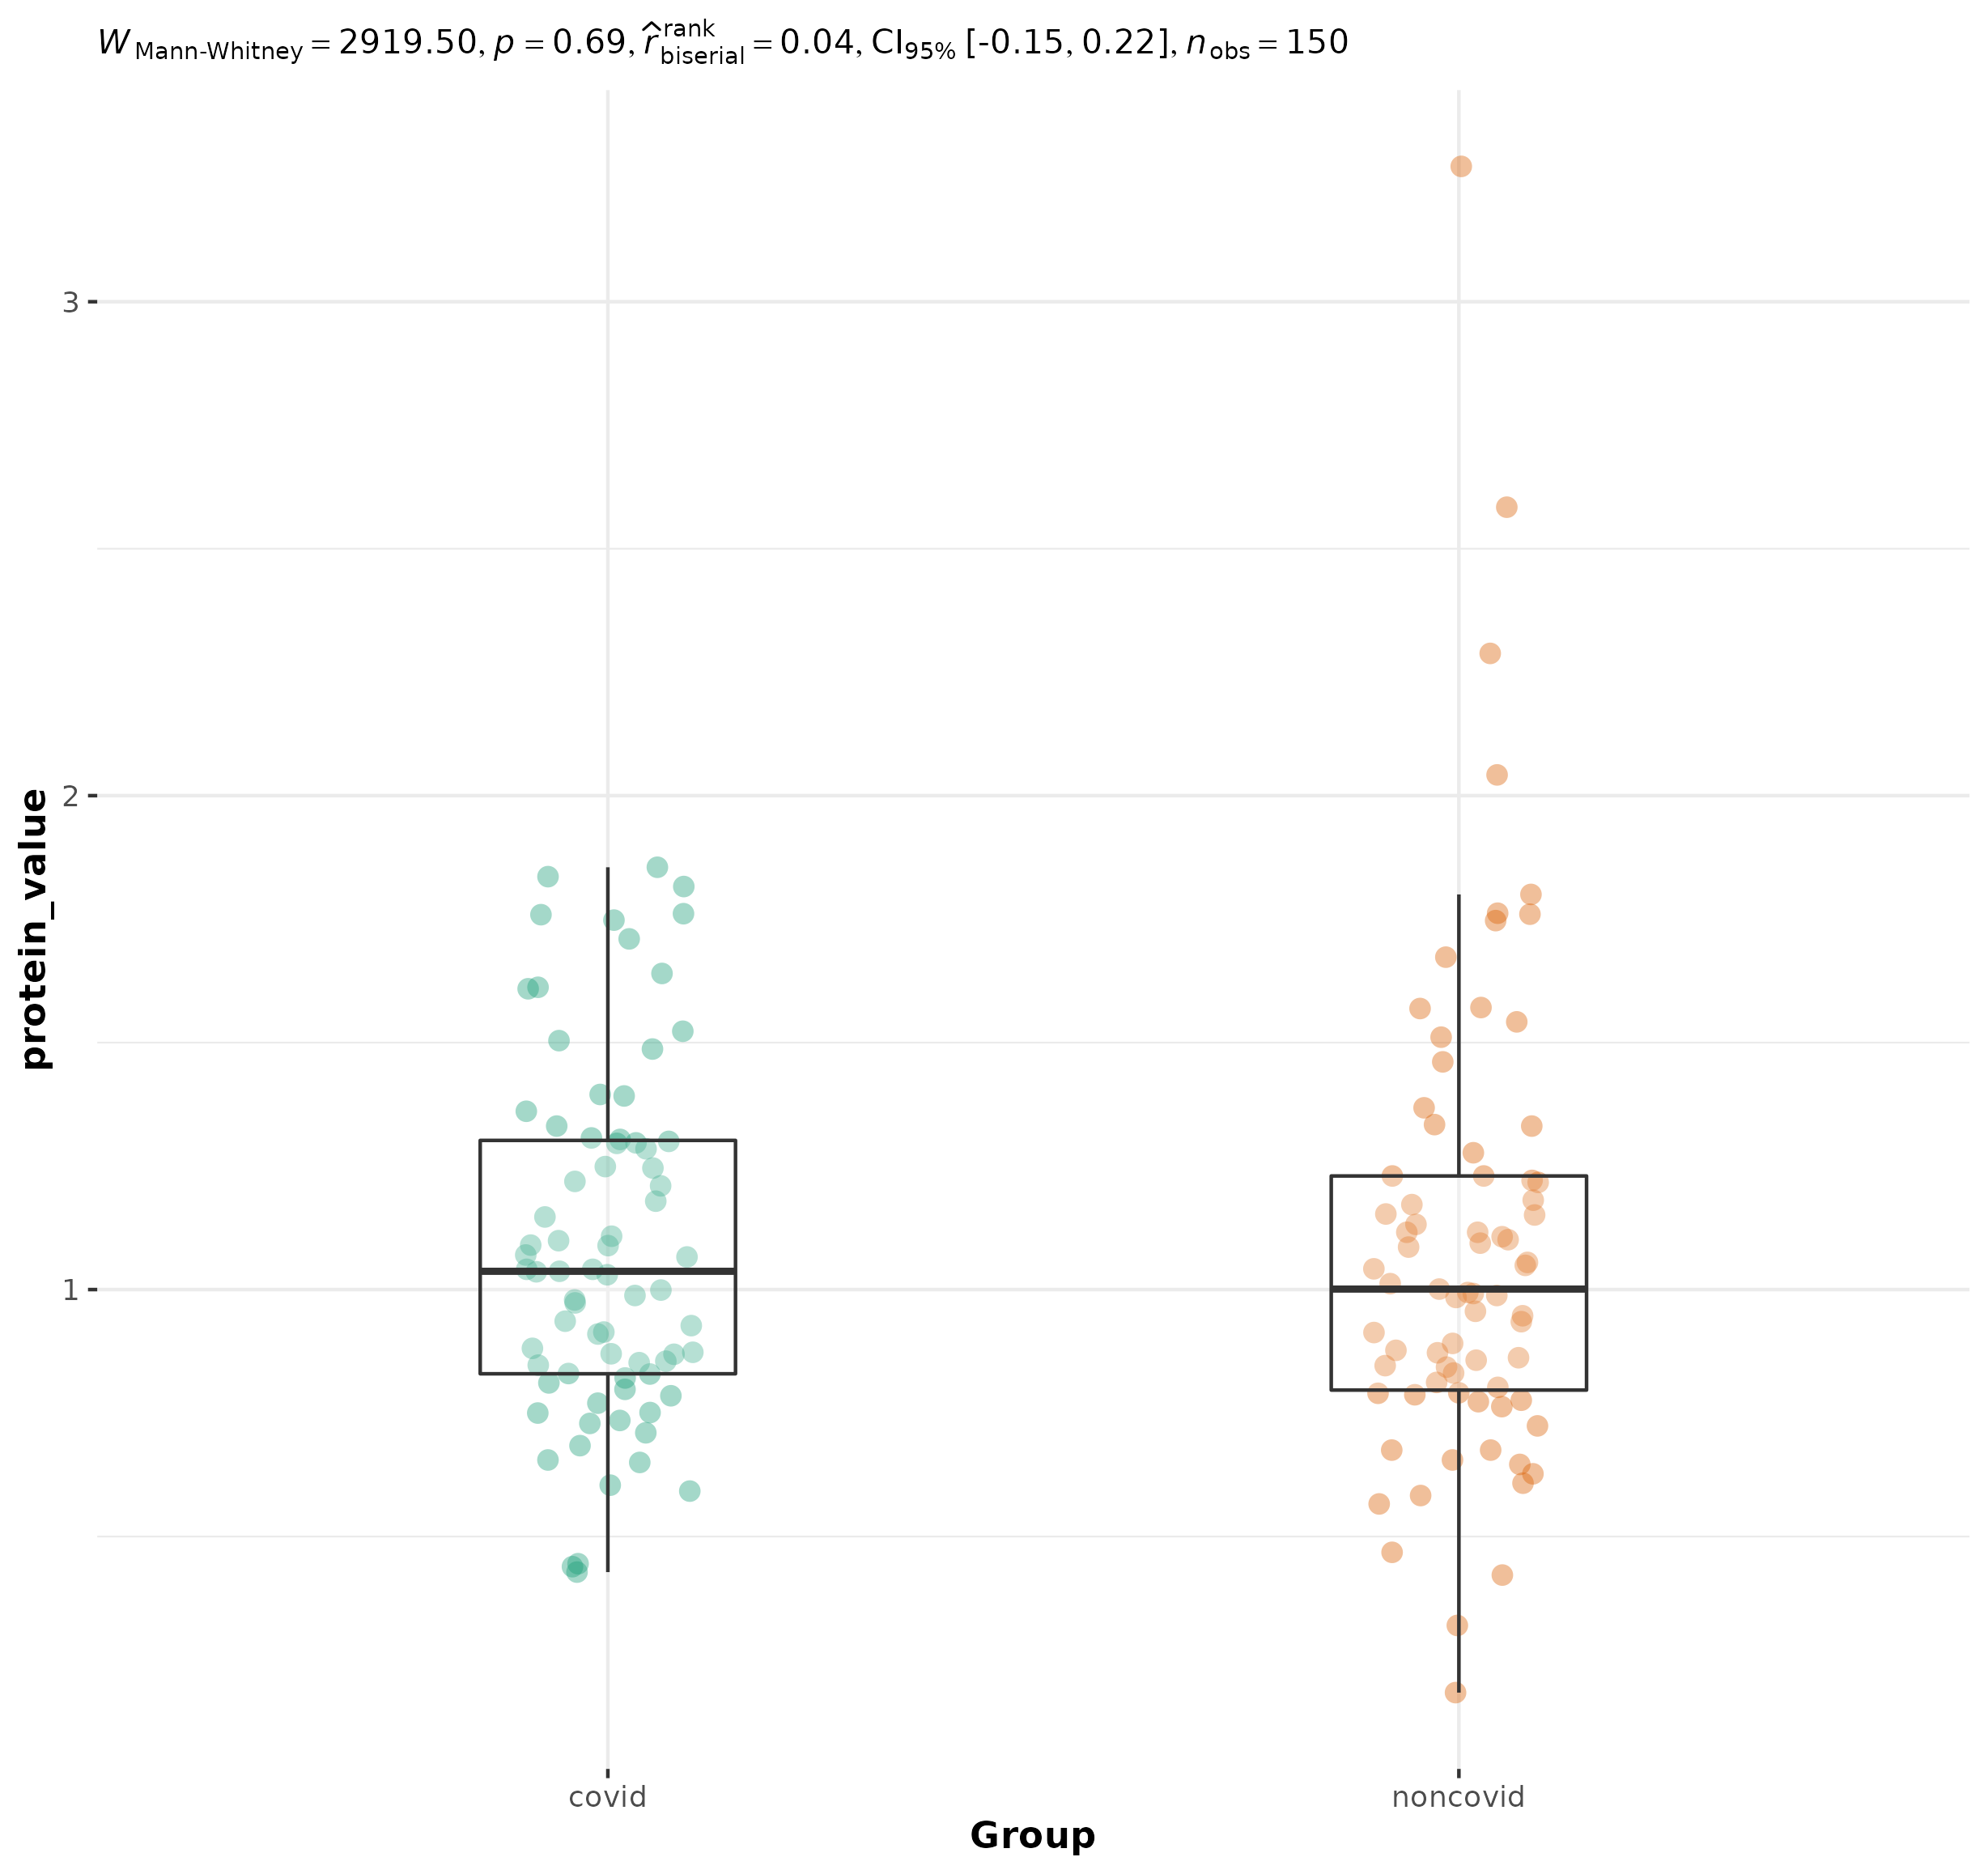 W Mann-Whitney = 2919.50, p = 0.69, r̂ rank biserial = 0.04, CI95% [-0.15, 0.22], nobs = 150
3
2
1
protein_value
covid noncovid
Group